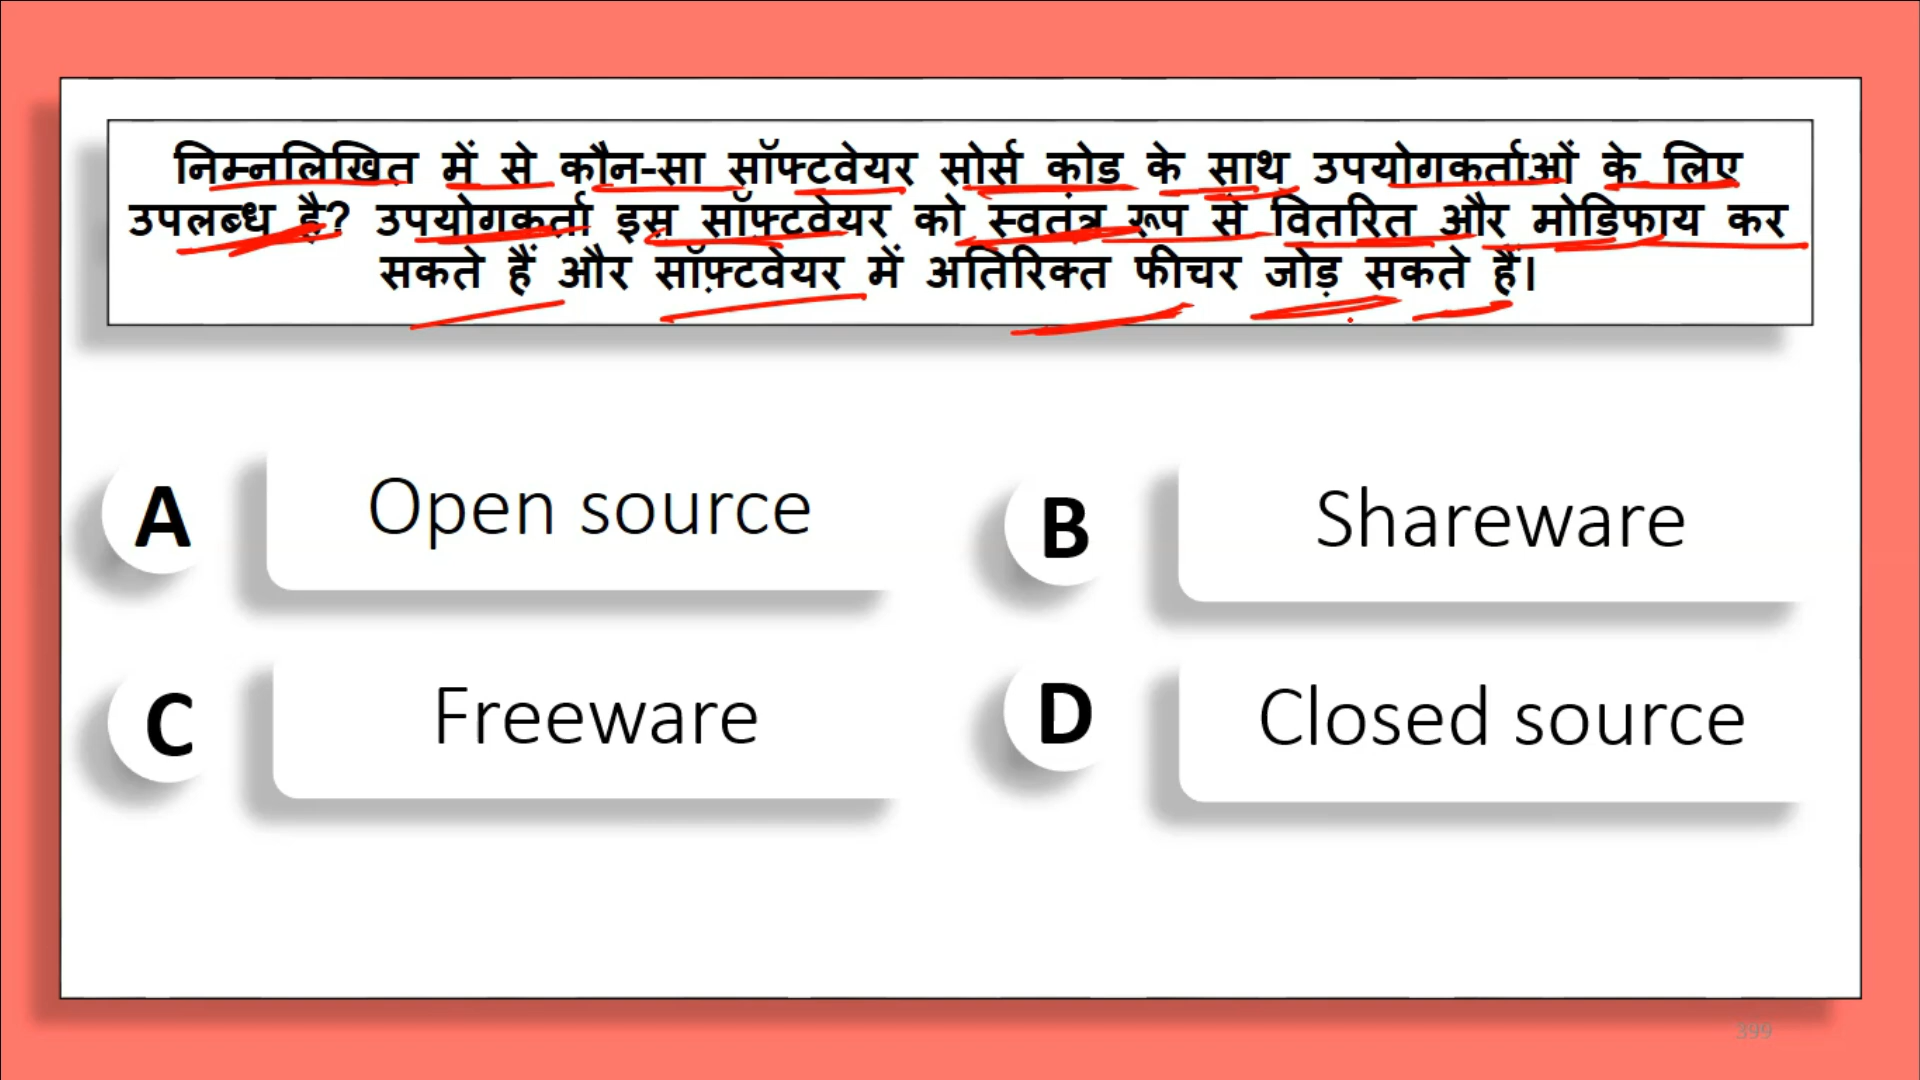 निम्नलिखित में से कौन-सा सॉफ्टवेयर सोर्स कोड के साथ उपयोगकर्ताओं के लिए
उपलब्ध है? उपयोगकर्ता इस सॉफ्टवेयर को स्वतंत्र रूप से वितरित और मोडिफाय कर
सकते हैं और सॉफ़्टवेयर में अतिरिक्त फीचर जोड़ सकते हैं।
A Open source
B Shareware
C Freeware
D Closed source
399